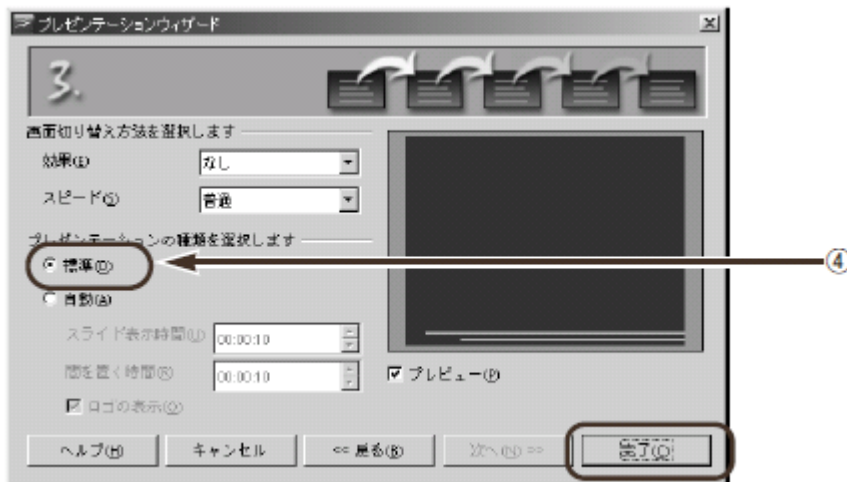 プレゼンテーションウィザード
3.
画面切り替え方法を選択します
効果(E) なし
スピード(S) 普通
プレゼンテーションの種類を選択します
標準(D)
④
自動(A)
スライド表示時間(U) 00:00:10
間を置く時間(R) 00:00:10
プレビュー(P)
ロゴの表示(O)
ヘルプ(H) キャンセル << 戻る(B) 次へ(N) >> 完了(C)